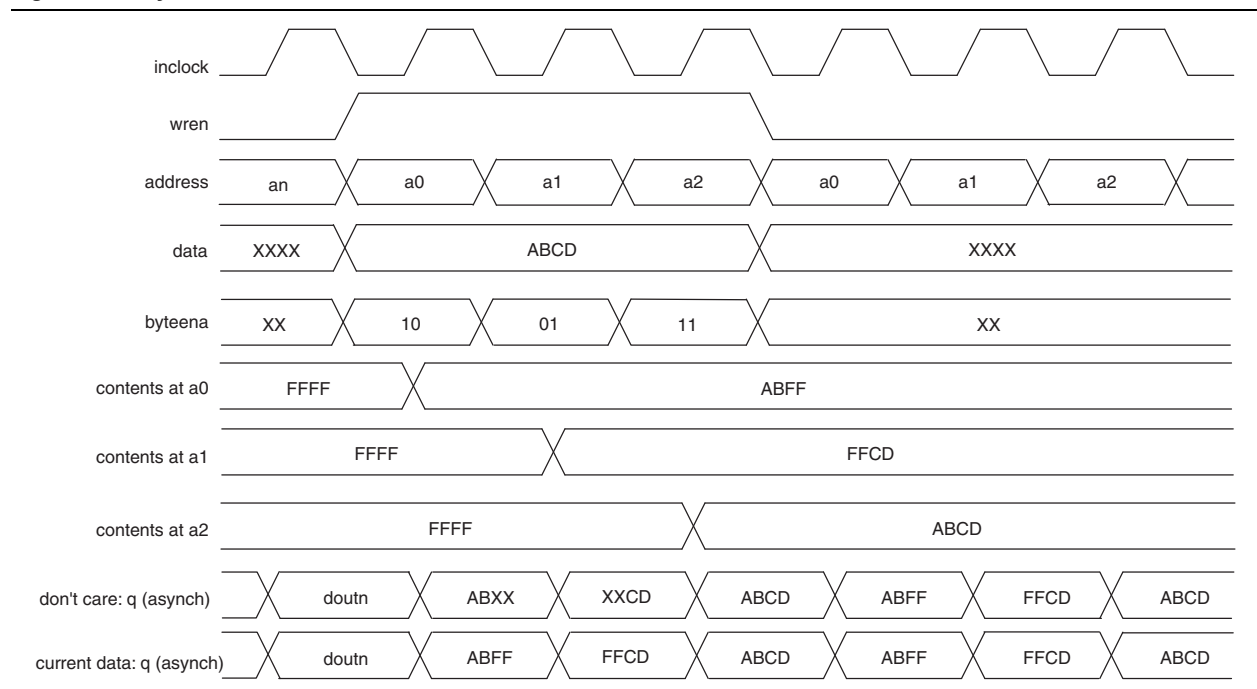 inclock
wren
address an a0 a1 a2 a0 a1 a2
data XXXX ABCD XXXX
byteena XX 10 01 11 XX
contents at a0 FFFF ABFF
contents at a1 FFFF FFCD
contents at a2 FFFF ABCD
don't care: q (asynch) doutn ABXX XXCD ABCD ABFF FFCD ABCD
current data: q (asynch) doutn ABFF FFCD ABCD ABFF FFCD ABCD